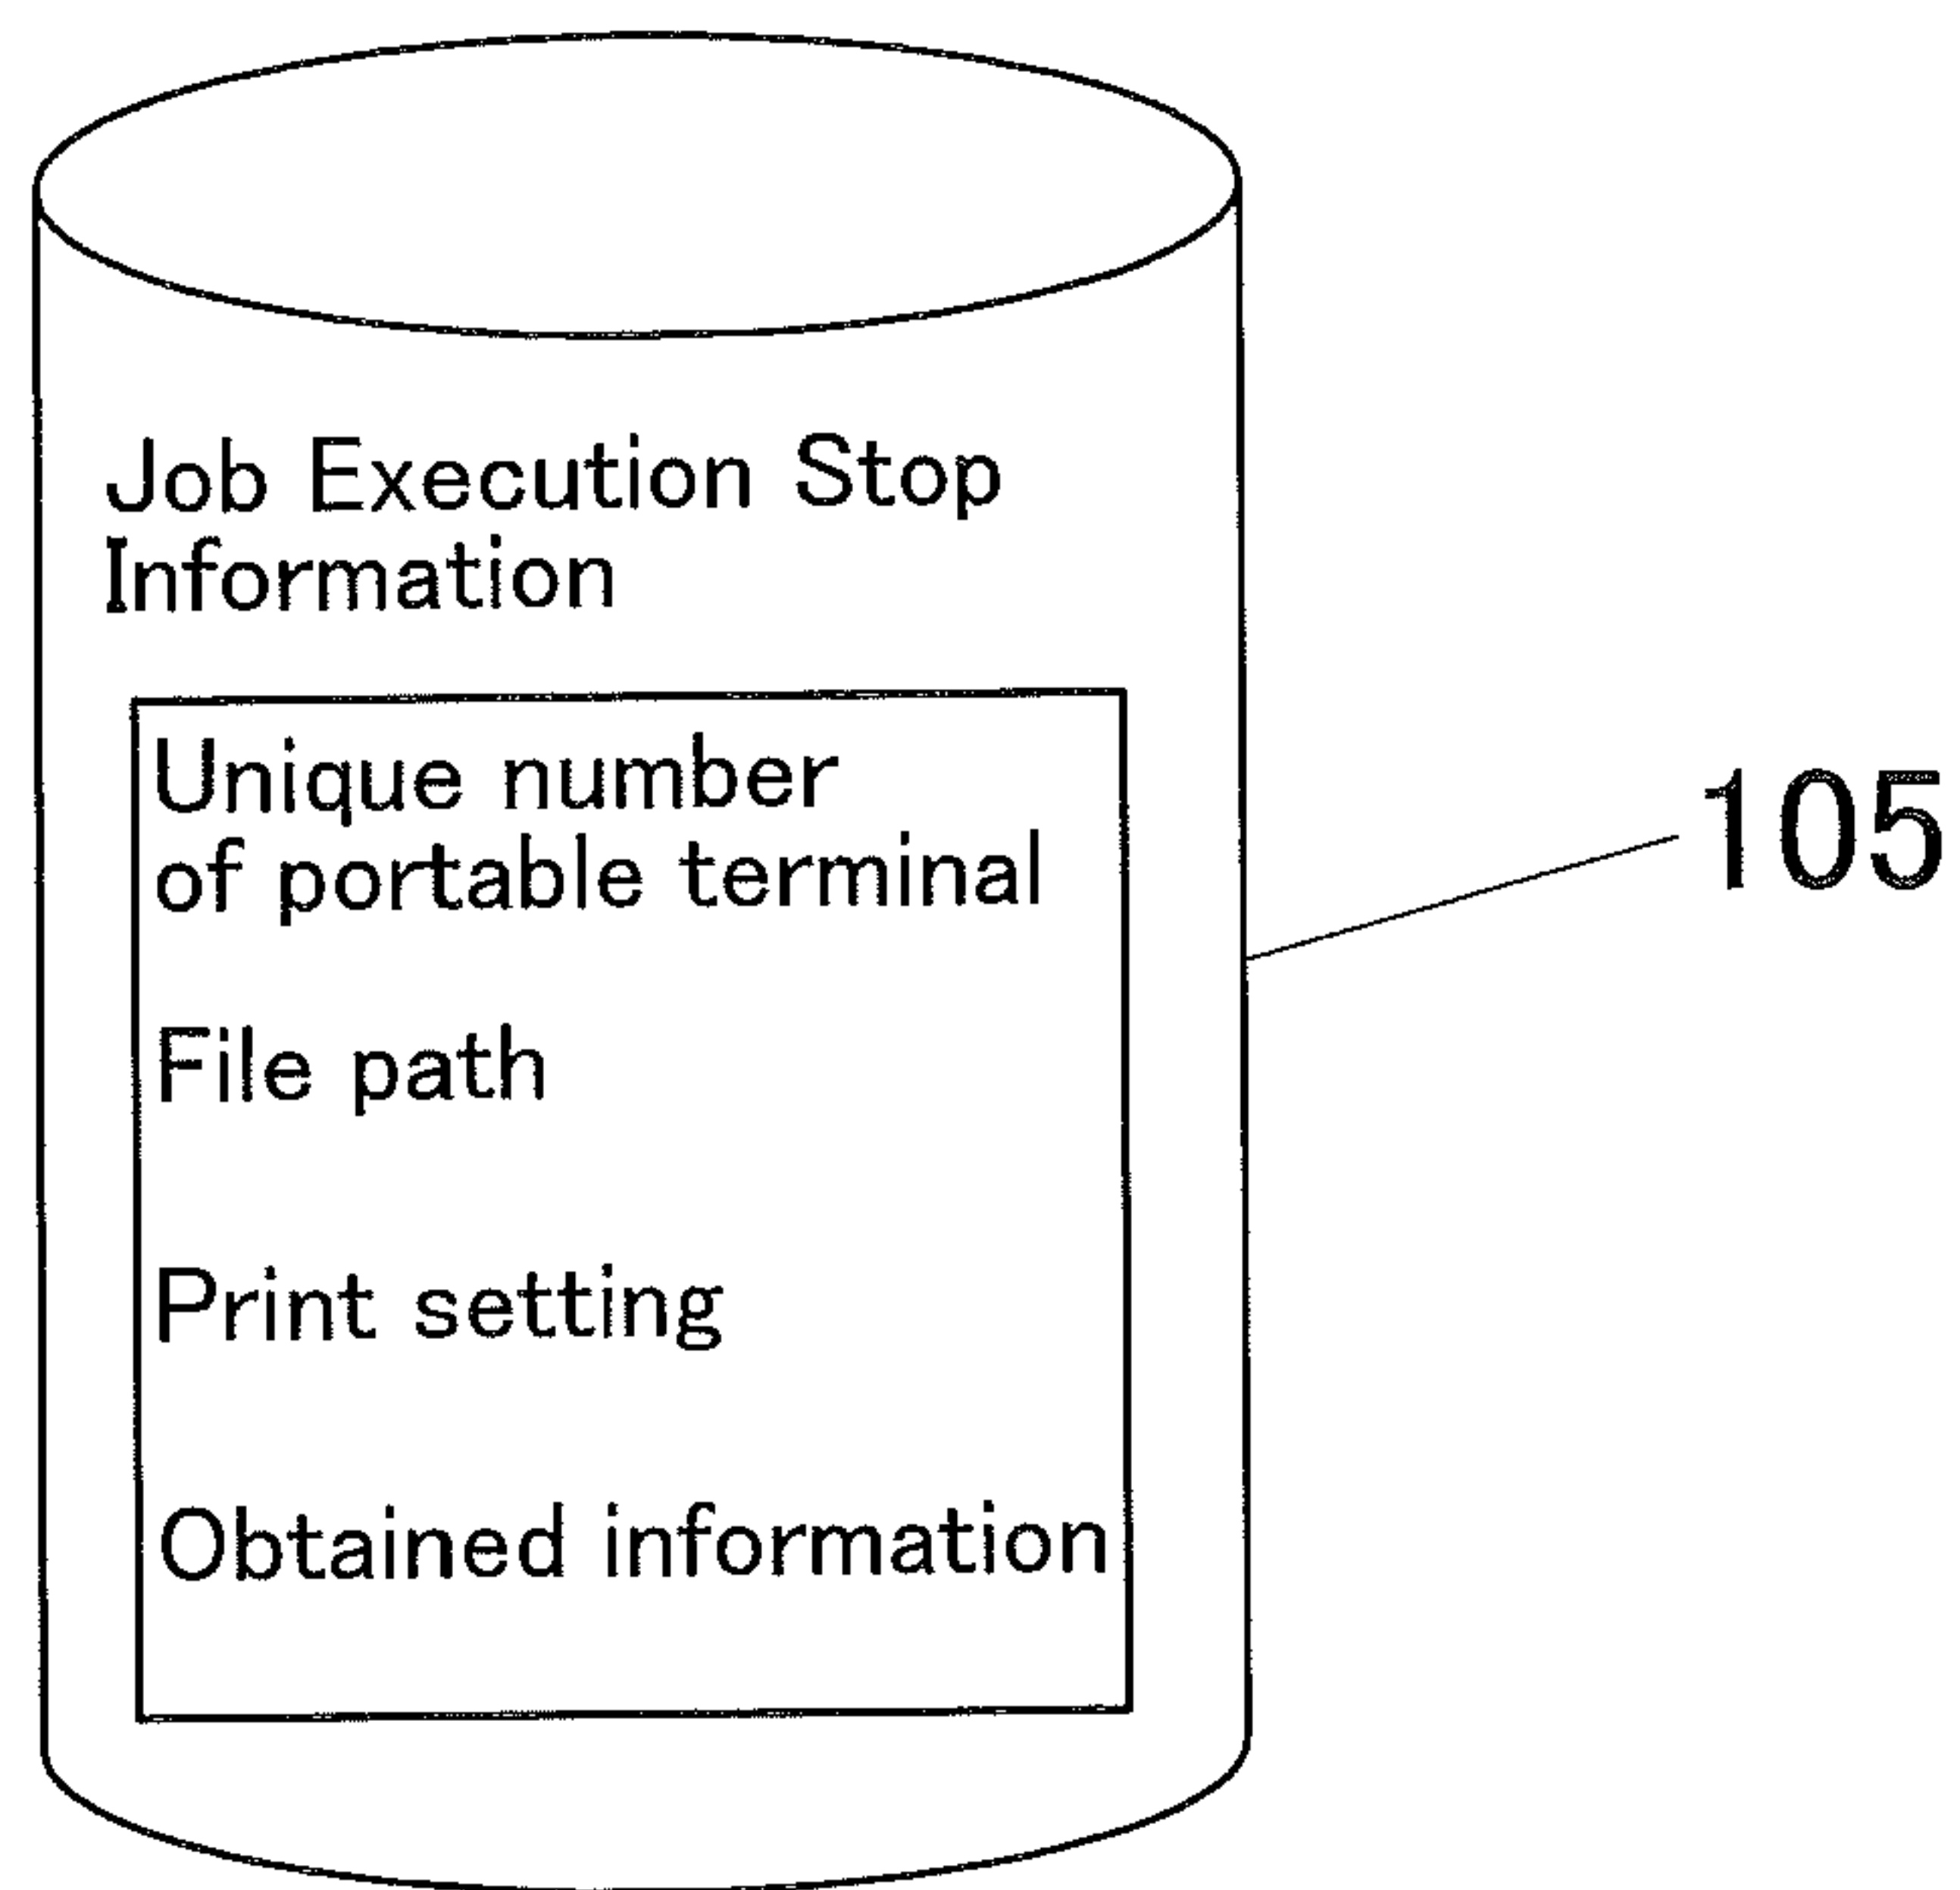 Job Execution Stop
Information
Unique number
of portable terminal
105
File path
Print setting
Obtained information